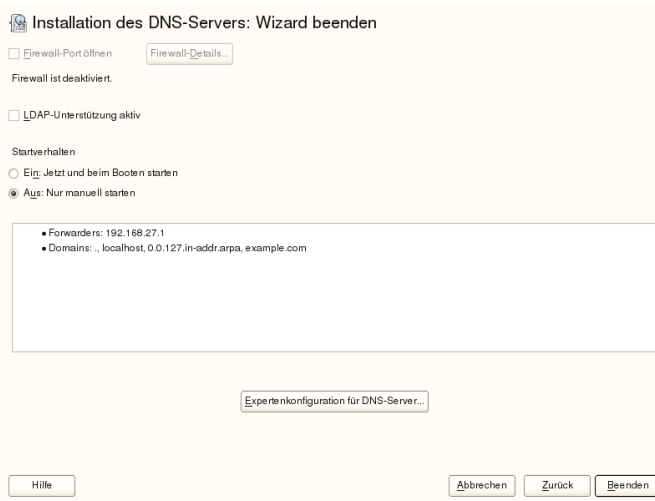 Installation des DNS-Servers: Wizard beenden
Firewall-Port öffnen Firewall-Details...
Firewall ist deaktiviert.
LDAP-Unterstützung aktiv
Startverhalten
Ein: Jetzt und beim Booten starten
Aus: Nur manuell starten
• Forwarders: 192.168.27.1
• Domains: ., localhost, 0.0.127.in-addr.arpa, example.com
Expertenkonfiguration für DNS-Server...
Hilfe Abbrechen Zurück Beenden